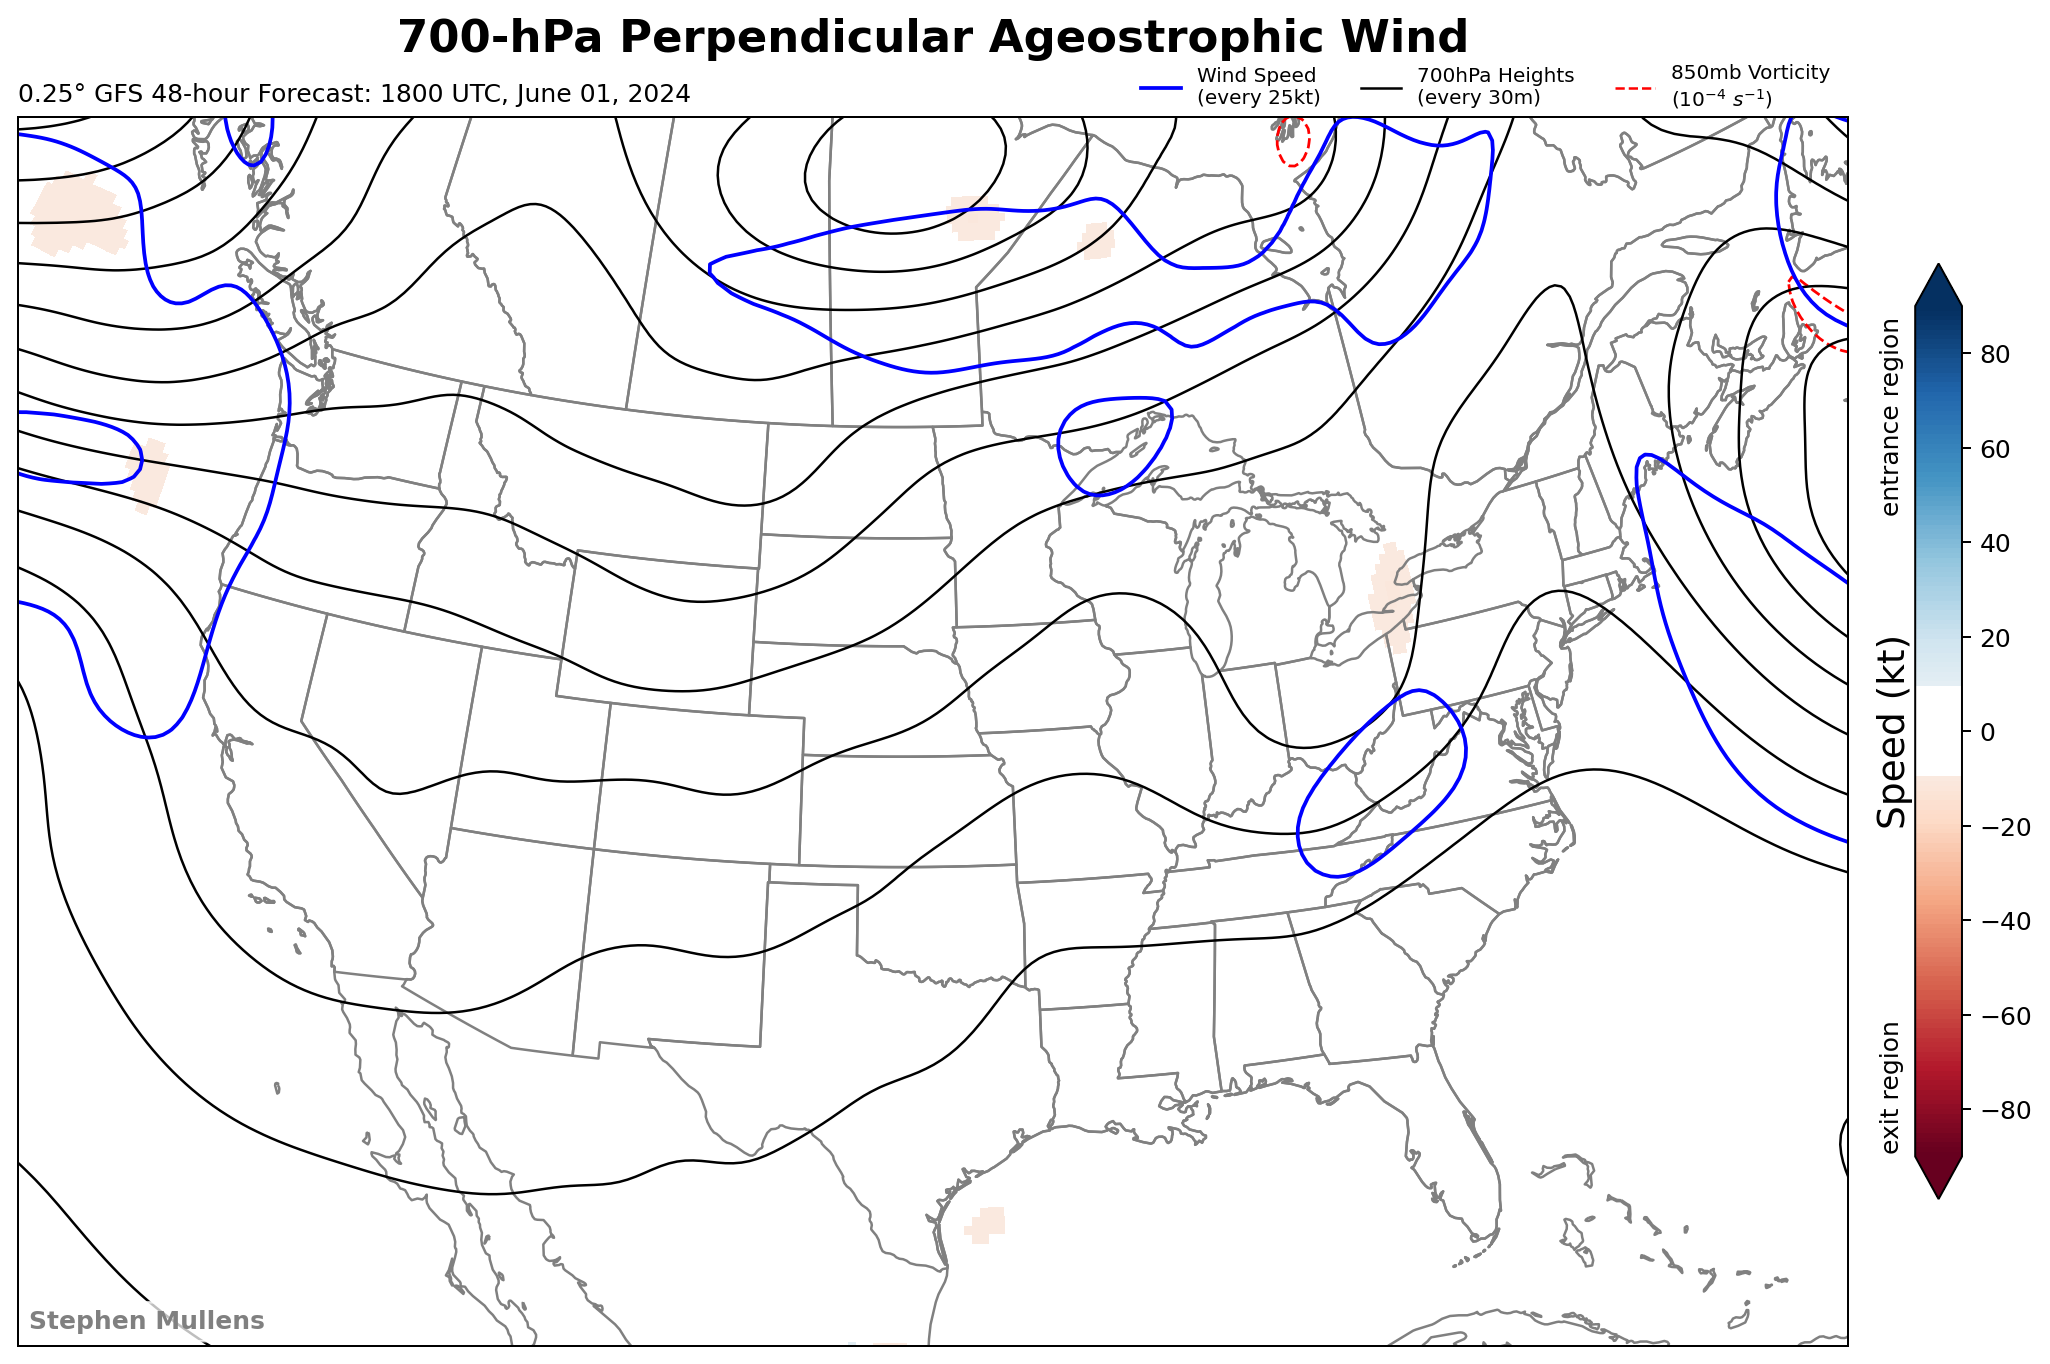 700-hPa Perpendicular Ageostrophic Wind
0.25° GFS 48-hour Forecast: 1800 UTC, June 01, 2024
Wind Speed
(every 25kt)
700hPa Heights
(every 30m)
850mb Vorticity
(10⁻⁴ s⁻¹)
entrance region
Speed (kt)
exit region
80
60
40
20
0
−20
−40
−60
−80
Stephen Mullens